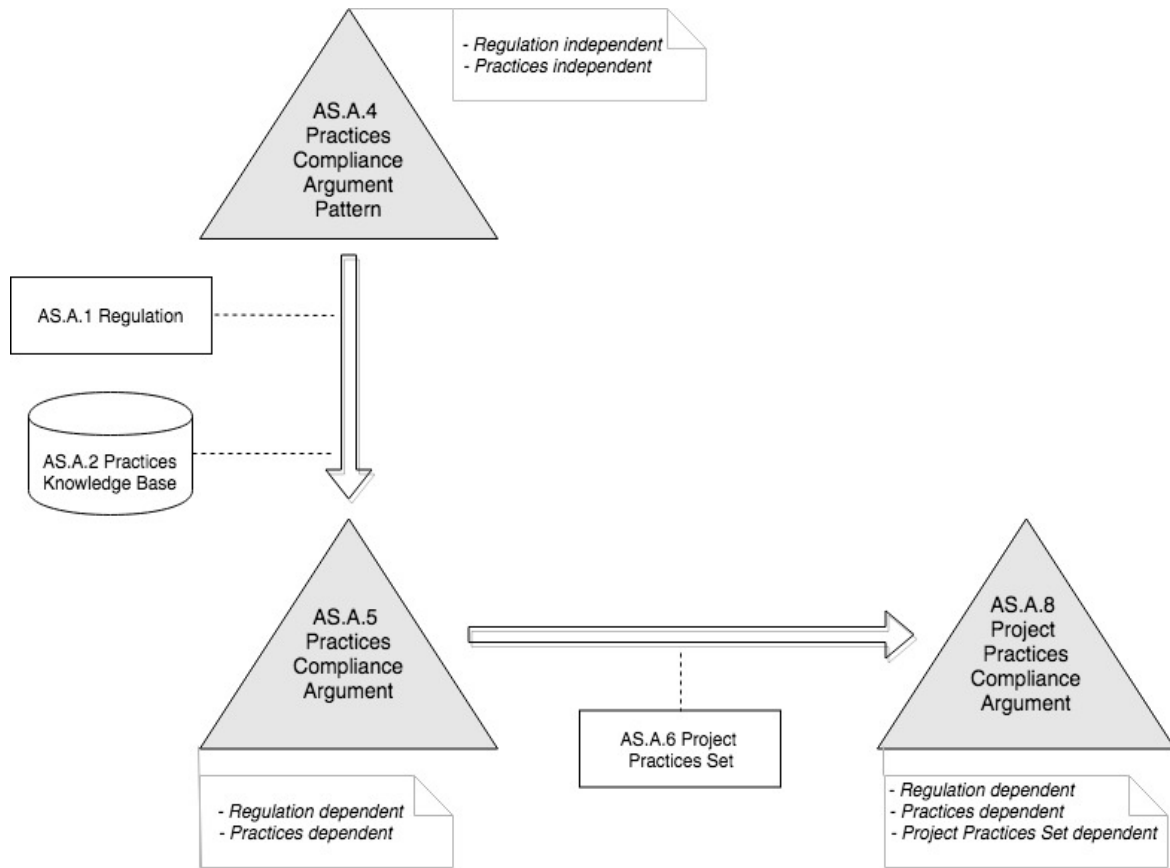 - Regulation independent
- Practices independent
AS.A.4
Practices
Compliance
Argument
Pattern
AS.A.1 Regulation
AS.A.2 Practices
Knowledge Base
AS.A.5
Practices
Compliance
Argument
AS.A.8
Project
Practices
Compliance
Argument
AS.A.6 Project
Practices Set
- Regulation dependent
- Practices dependent
- Regulation dependent
- Practices dependent
- Project Practices Set dependent